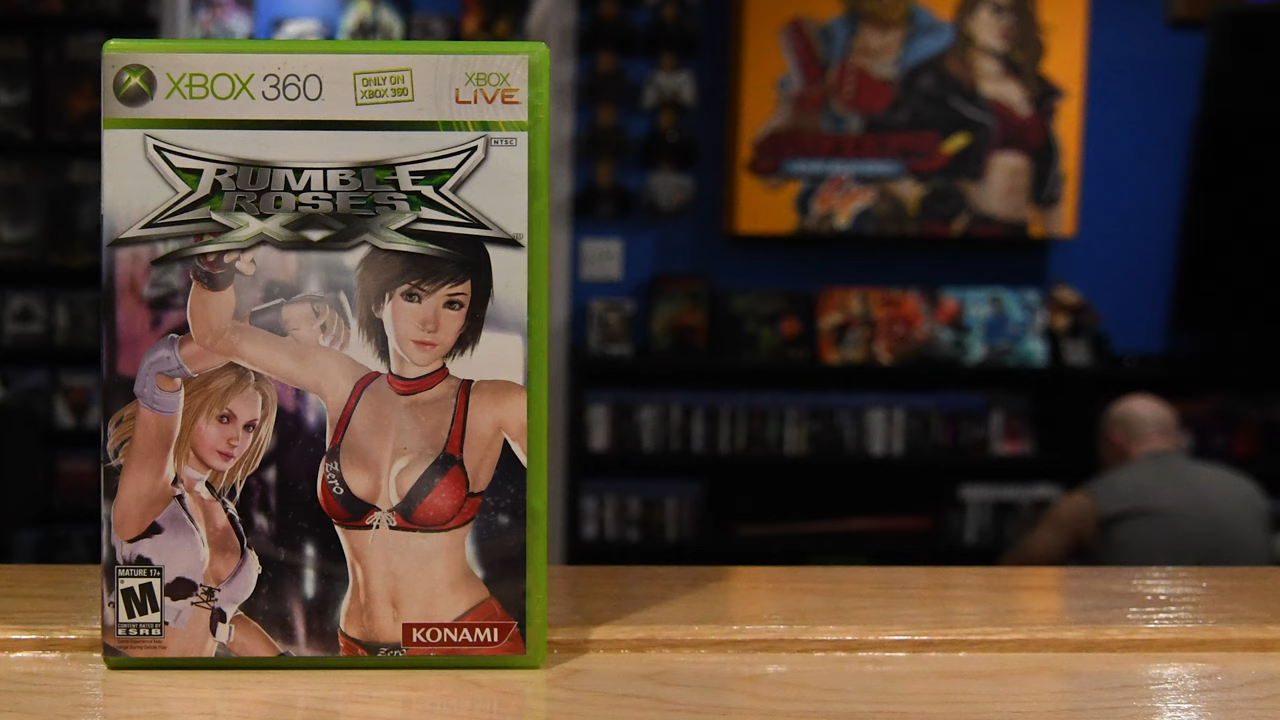 XBOX 360
ONLY ON
XBOX 360
XBOX
LIVE
NTSC
RUMBLE
ROSES
XX
Zero
MATURE 17+
M
CONTENT RATED BY
ESRB
KONAMI
Zero